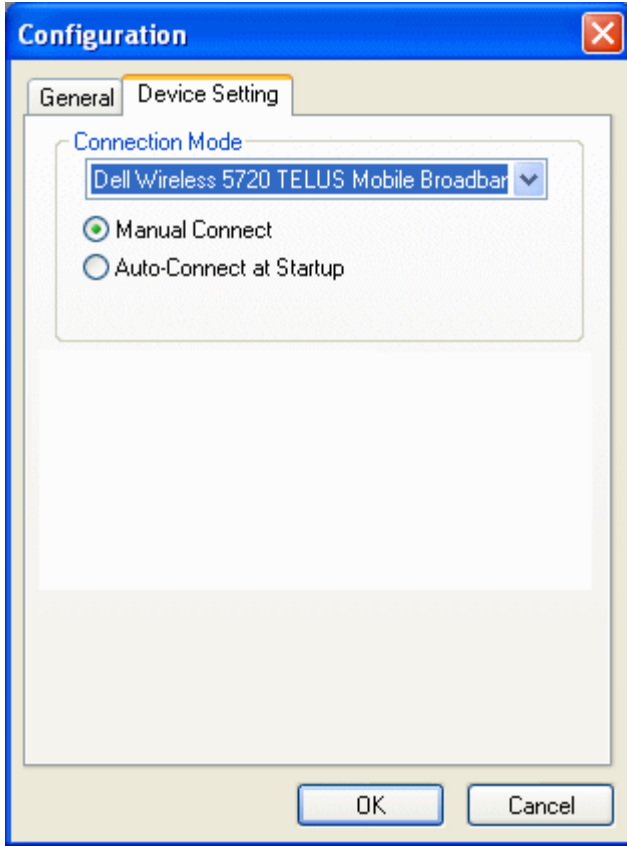 Configuration
General Device Setting
Connection Mode
Dell Wireless 5720 TELUS Mobile Broadbar
Manual Connect
Auto-Connect at Startup
OK Cancel